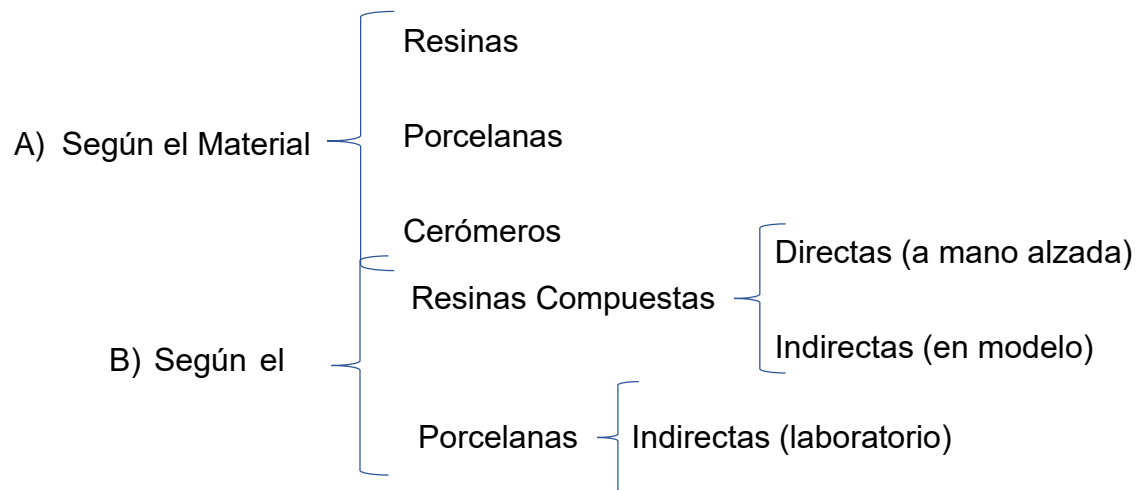 Resinas
A) Según el Material
Porcelanas
Cerómeros
Directas (a mano alzada)
Resinas Compuestas
Indirectas (en modelo)
B) Según el
Porcelanas
Indirectas (laboratorio)